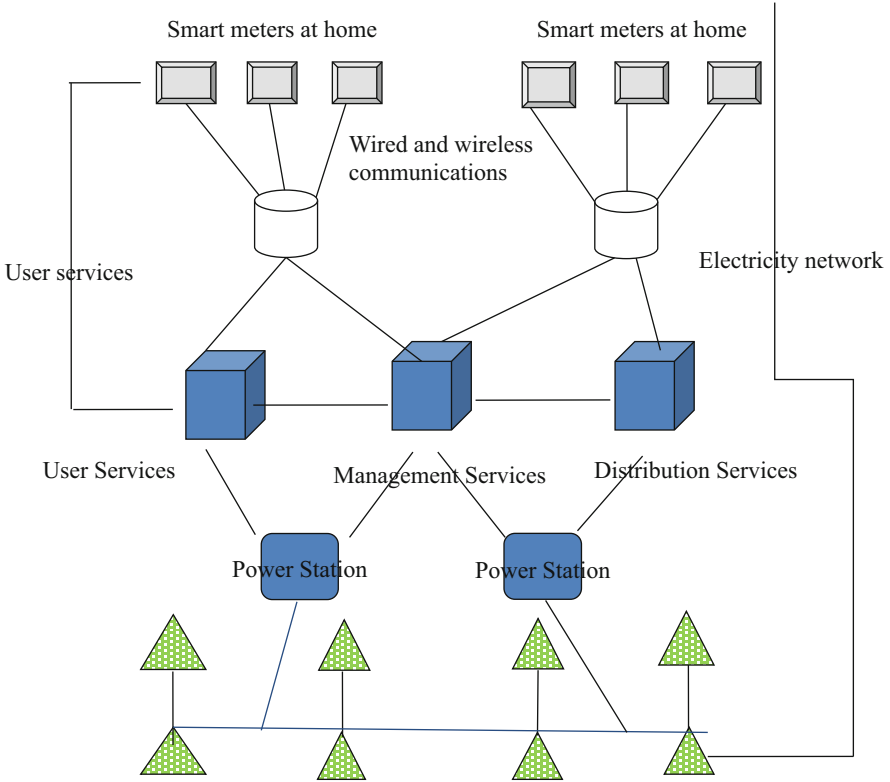 Smart meters at home
Smart meters at home
Wired and wireless
communications
User services
Electricity network
User Services
Management Services
Distribution Services
Power Station
Power Station